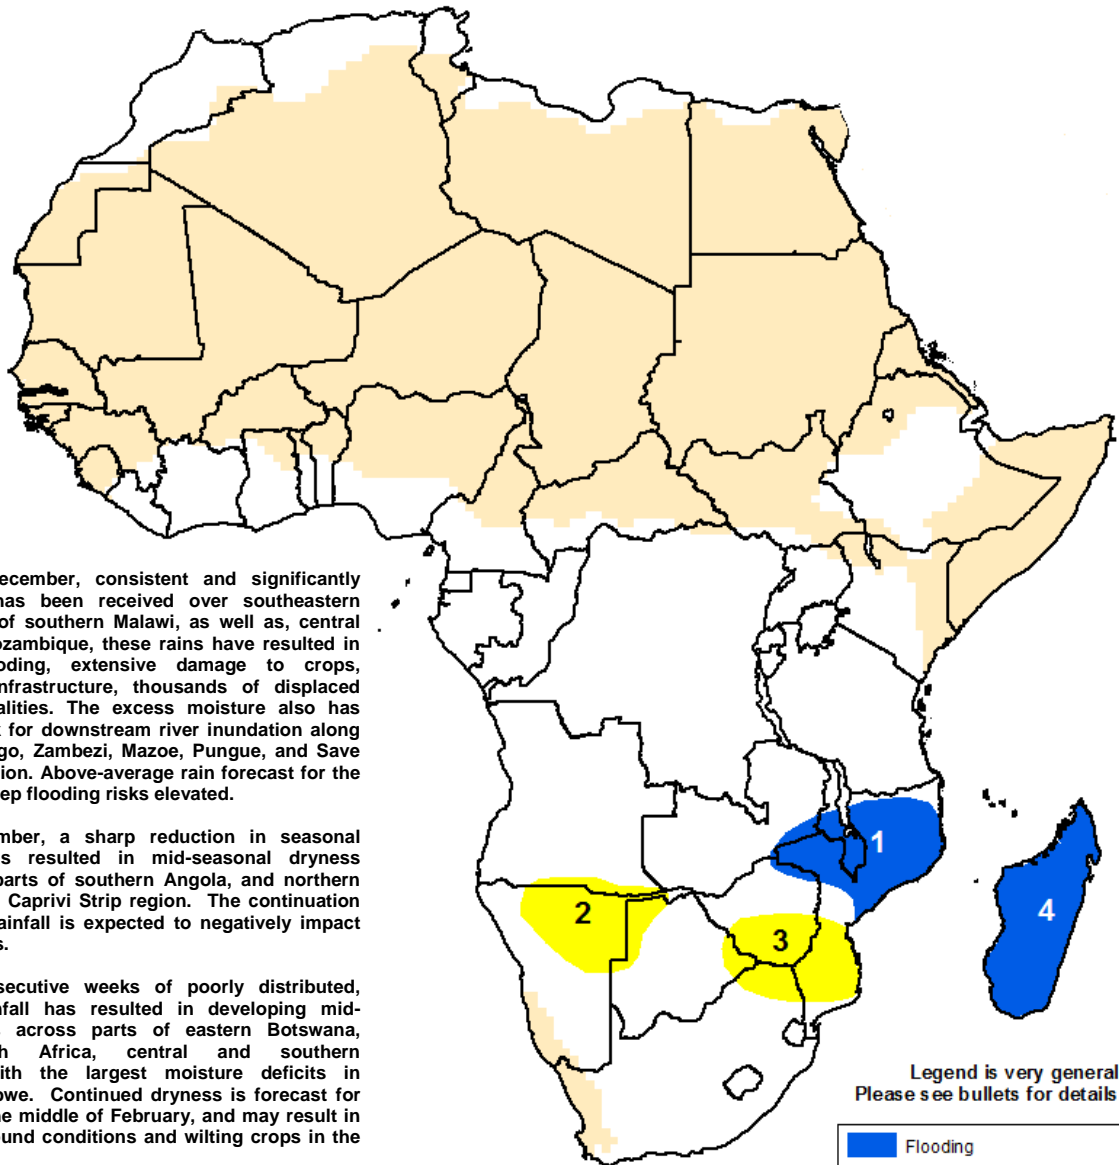 ecember, consistent and significantly
has been received over southeastern
of southern Malawi, as well as, central
ozambique, these rains have resulted in
oding, extensive damage to crops,
nfrastructure, thousands of displaced
alities. The excess moisture also has
k for downstream river inundation along
go, Zambezi, Mazoe, Pungue, and Save
ion. Above-average rain forecast for the
ep flooding risks elevated.
mber, a sharp reduction in seasonal
s resulted in mid-seasonal dryness
parts of southern Angola, and northern
Caprivi Strip region. The continuation
ainfall is expected to negatively impact
s.
secutive weeks of poorly distributed,
nfall has resulted in developing mid-
s across parts of eastern Botswana,
h Africa, central and southern
ith the largest moisture deficits in
owe. Continued dryness is forecast for
ne middle of February, and may result in
und conditions and wilting crops in the
1
2
3
4
Legend is very general
Please see bullets for details
Flooding